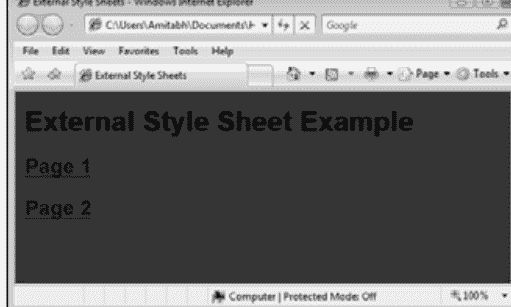 External Style Sheets - Windows Internet Explorer
C:\Users\Amitabh\Documents\ Google
File Edit View Favorites Tools Help
External Style Sheets Page Tools
External Style Sheet Example
Page 1
Page 2
Computer | Protected Mode: Off 100%